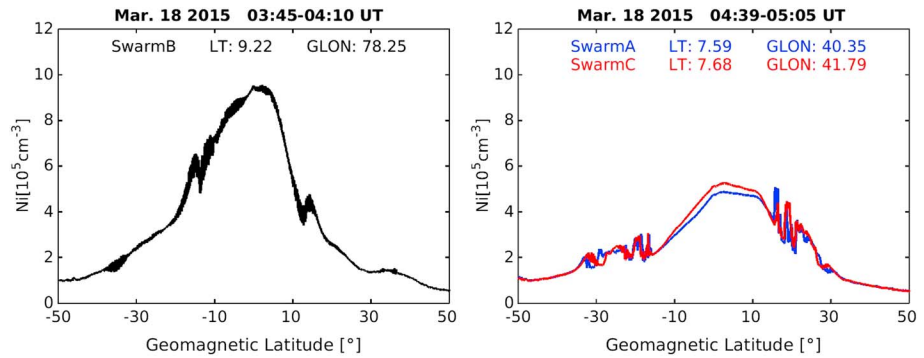 Mar. 18 2015 03:45-04:10 UT
SwarmB LT: 9.22 GLON: 78.25
Ni[10⁵cm⁻³]
12
10
8
6
4
2
0
-50 -30 -10 10 30 50
Geomagnetic Latitude [°]
Mar. 18 2015 04:39-05:05 UT
SwarmA LT: 7.59 GLON: 40.35
SwarmC LT: 7.68 GLON: 41.79
Ni[10⁵cm⁻³]
12
10
8
6
4
2
0
-50 -30 -10 10 30 50
Geomagnetic Latitude [°]